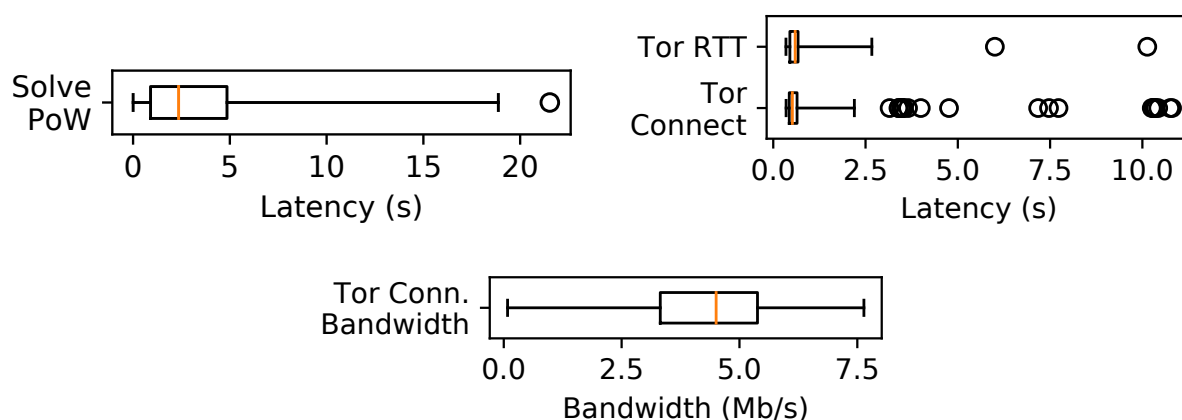 Solve
PoW
0 5 10 15 20
Latency (s)
Tor RTT
Tor
Connect
0.0 2.5 5.0 7.5 10.0
Latency (s)
Tor Conn.
Bandwidth
0.0 2.5 5.0 7.5
Bandwidth (Mb/s)